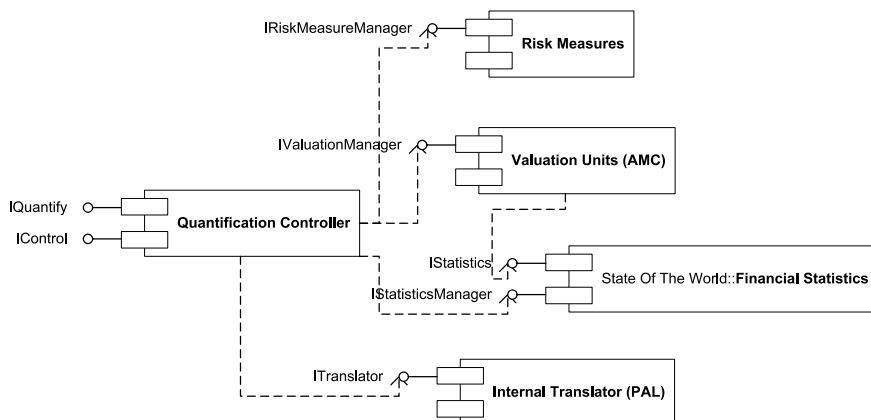 IRiskMeasureManager
Risk Measures
IValuationManager
Valuation Units (AMC)
IQuantify
Quantification Controller
IControl
IStatistics
State Of The World::Financial Statistics
IStatisticsManager
ITranslator
Internal Translator (PAL)